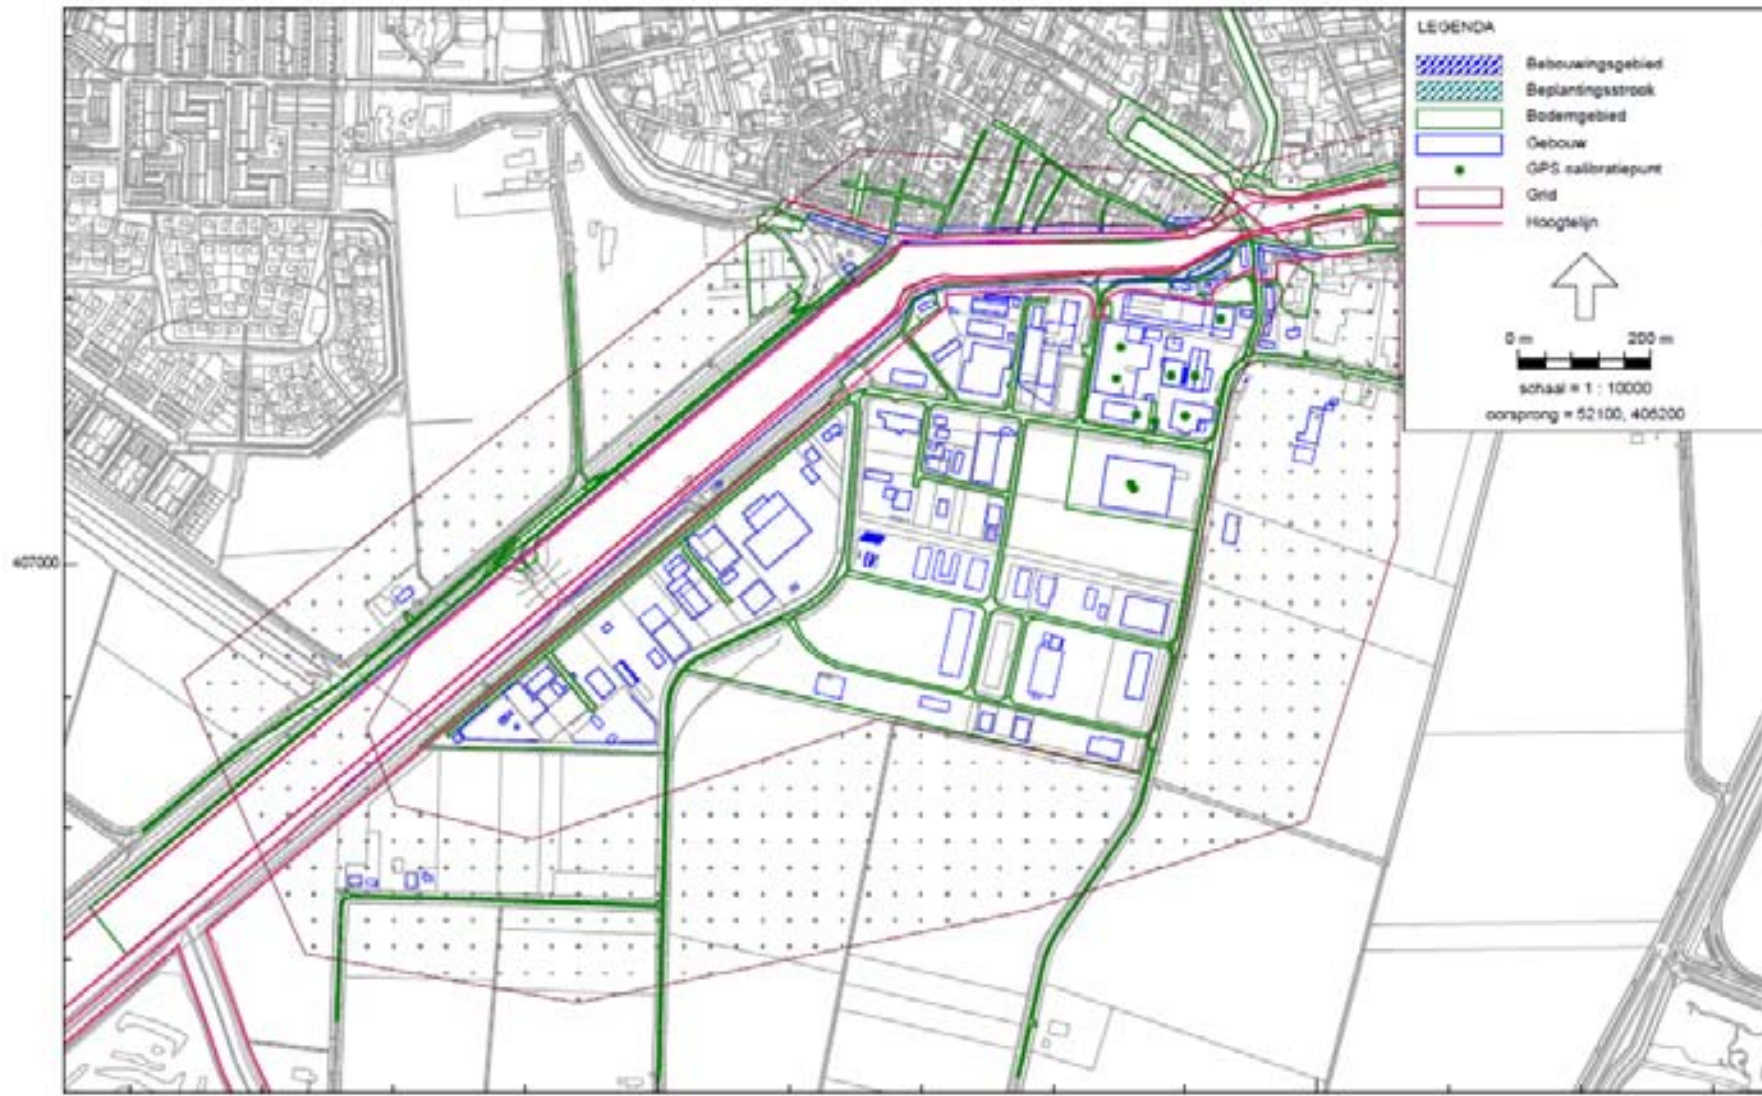 LEGENDA
Bebouwingsgebied
Beplantingsstrook
Bodemgebied
Gebouw
GPS calibratiepunt
Grid
Hoogtelijn
0 m 200 m
schaal = 1 : 10000
oorsprong = 52100, 406200
407000